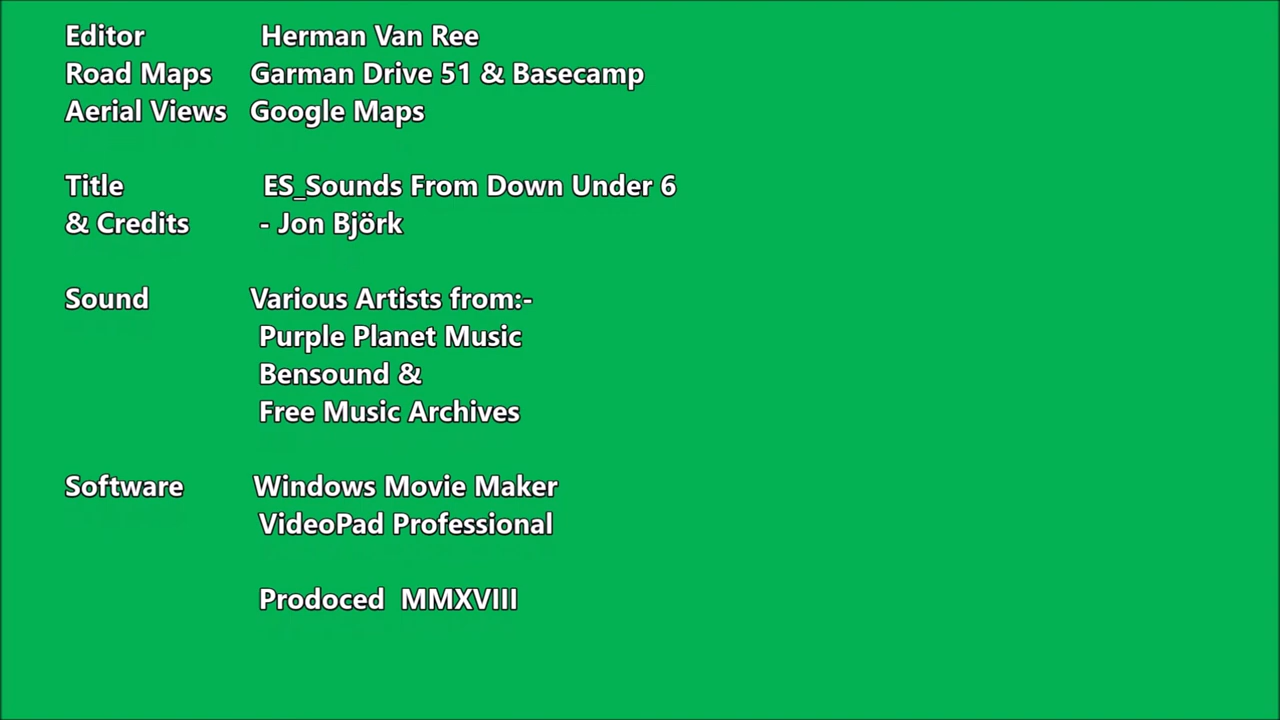 Editor Herman Van Ree
Road Maps Garman Drive 51 & Basecamp
Aerial Views Google Maps
Title ES_Sounds From Down Under 6
& Credits - Jon Björk
Sound Various Artists from:-
Purple Planet Music
Bensound &
Free Music Archives
Software Windows Movie Maker
VideoPad Professional
Prodoced MMXVIII